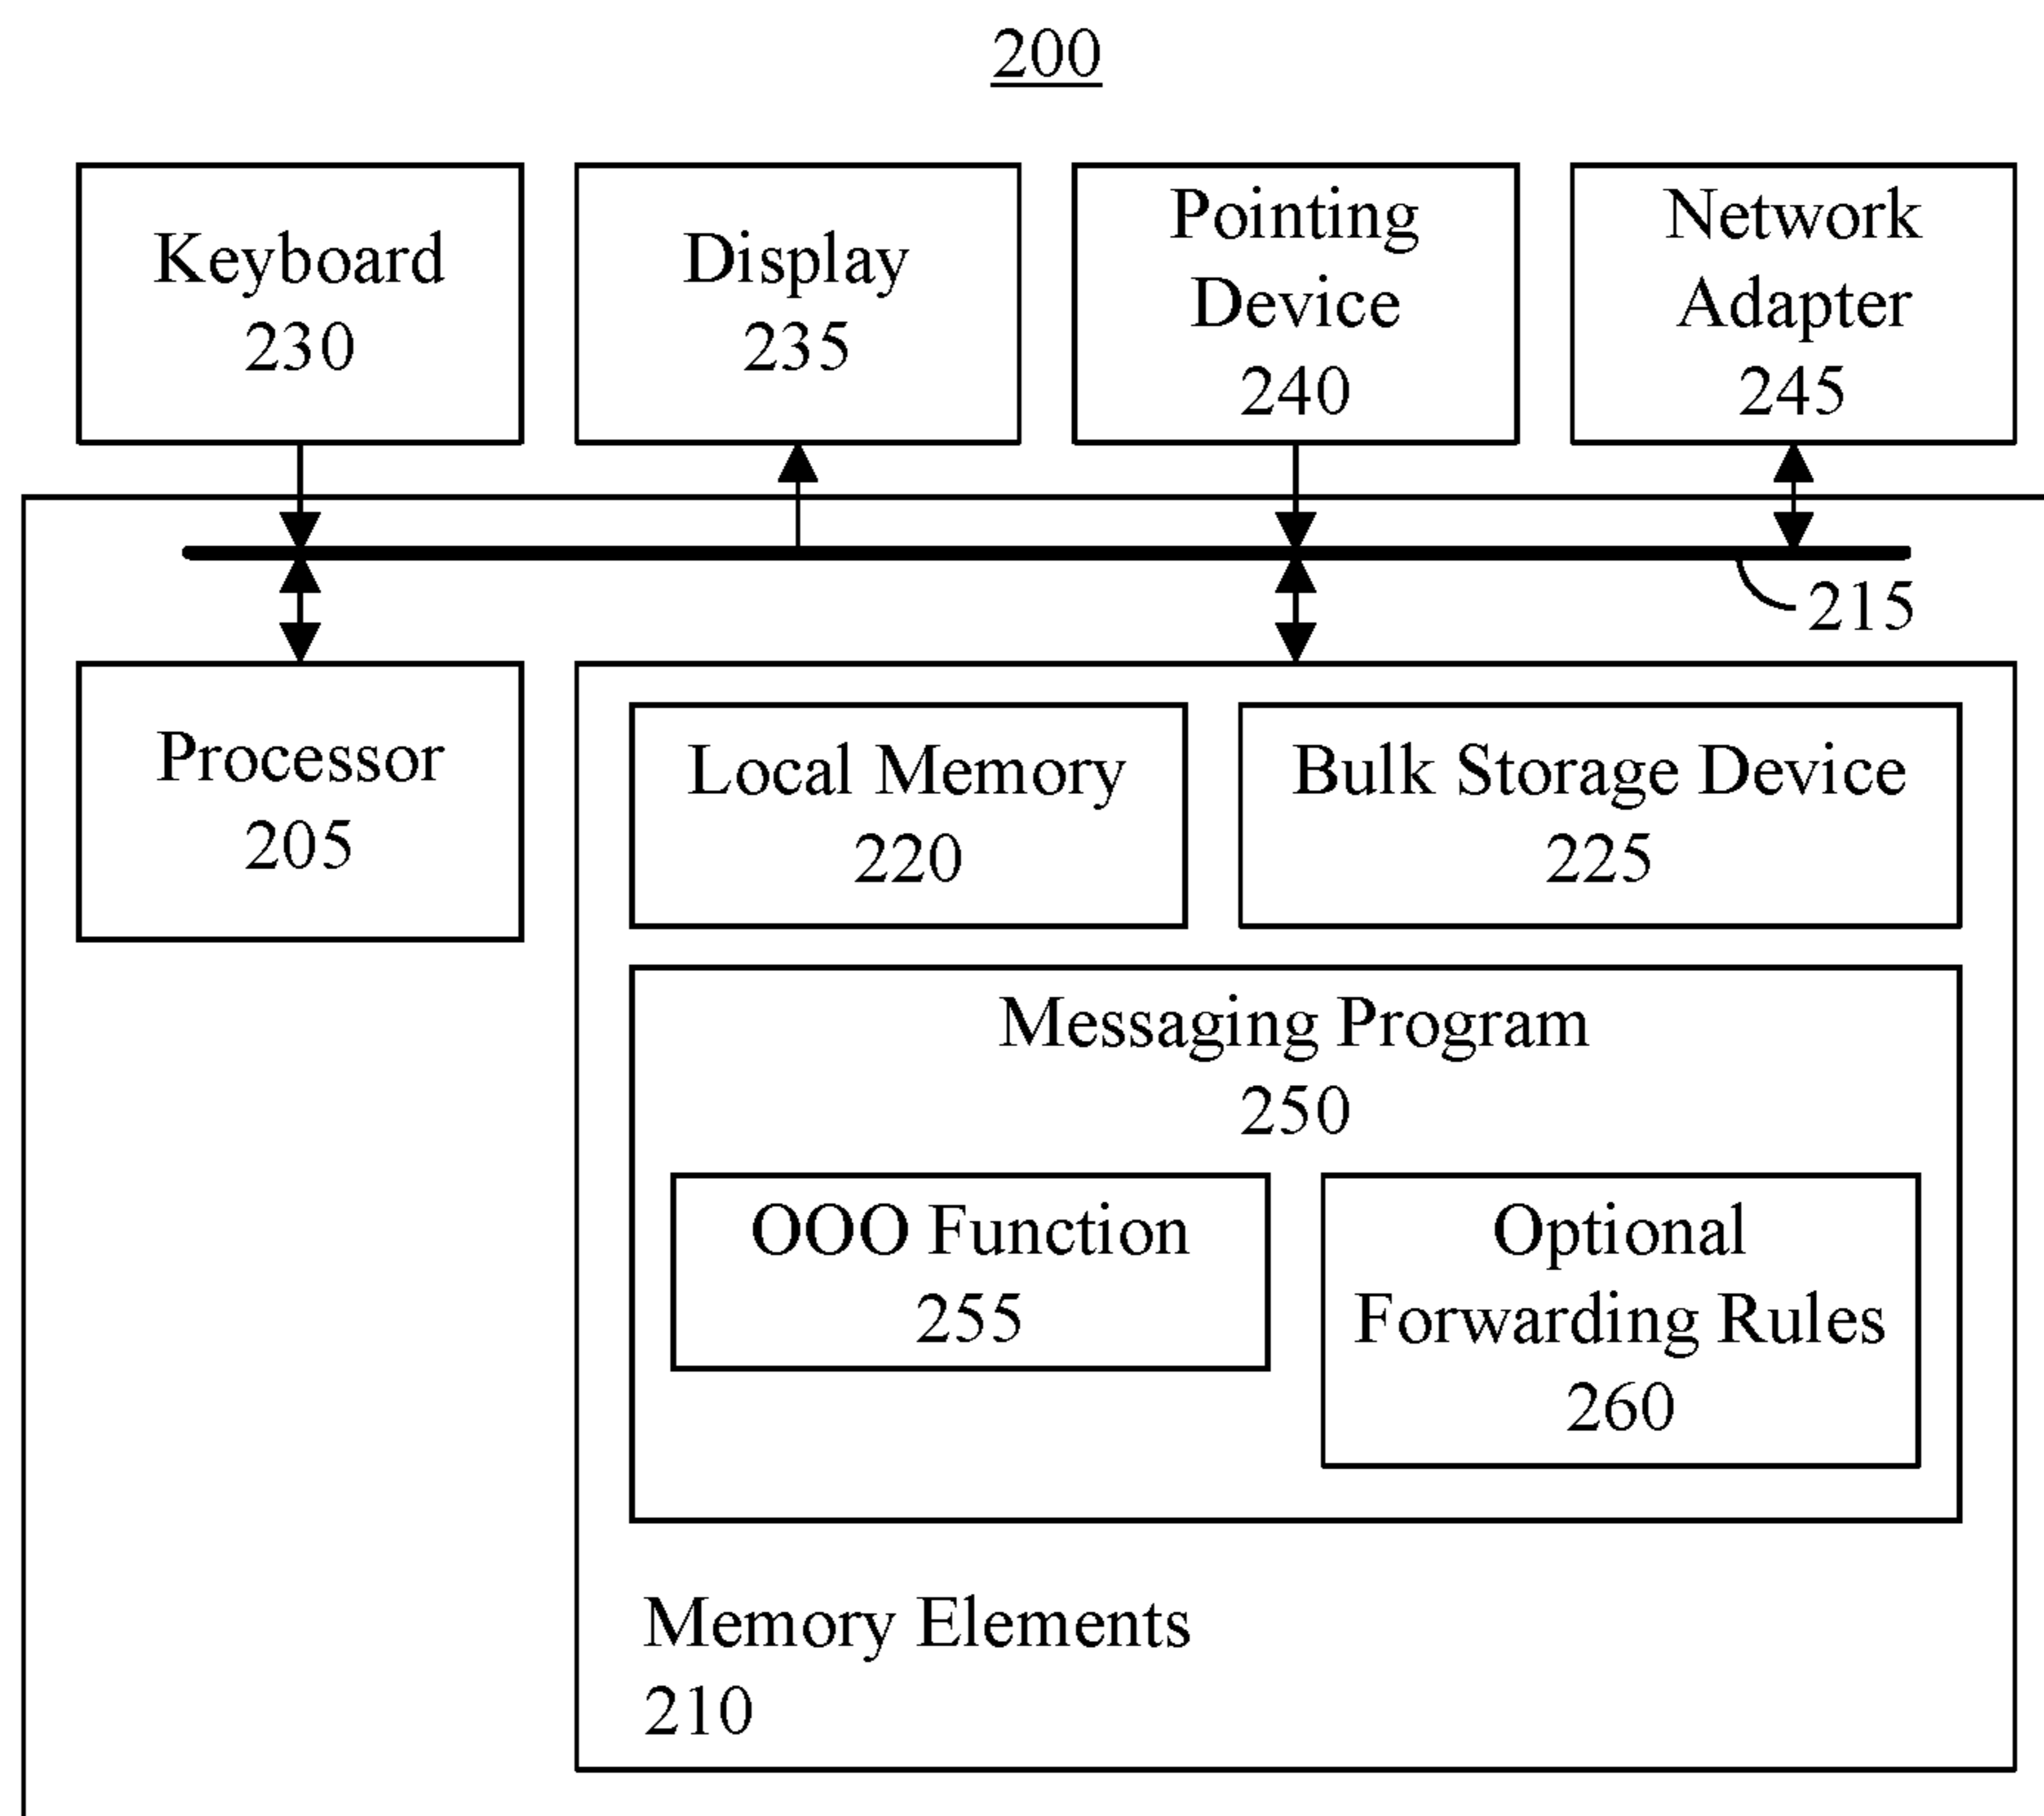 200
Keyboard
230
Display
235
Pointing
Device
240
Network
Adapter
245
215
Processor
205
Local Memory
220
Bulk Storage Device
225
Messaging Program
250
OOO Function
255
Optional
Forwarding Rules
260
Memory Elements
210